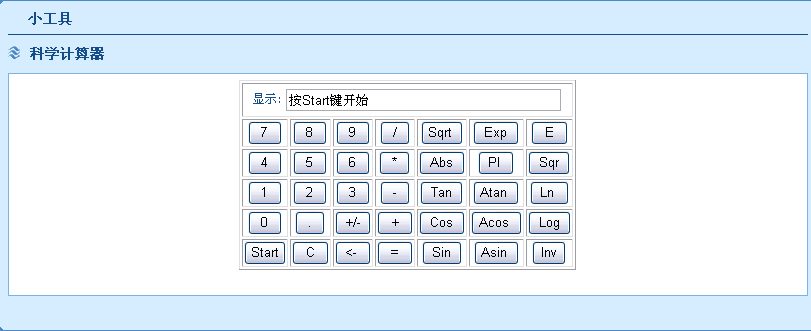 小工具
科学计算器
显示: 按Start键开始
7 8 9 / Sqrt Exp E
4 5 6 * Abs PI Sqr
1 2 3 - Tan Atan Ln
0 . +/- + Cos Acos Log
Start C <- = Sin Asin Inv